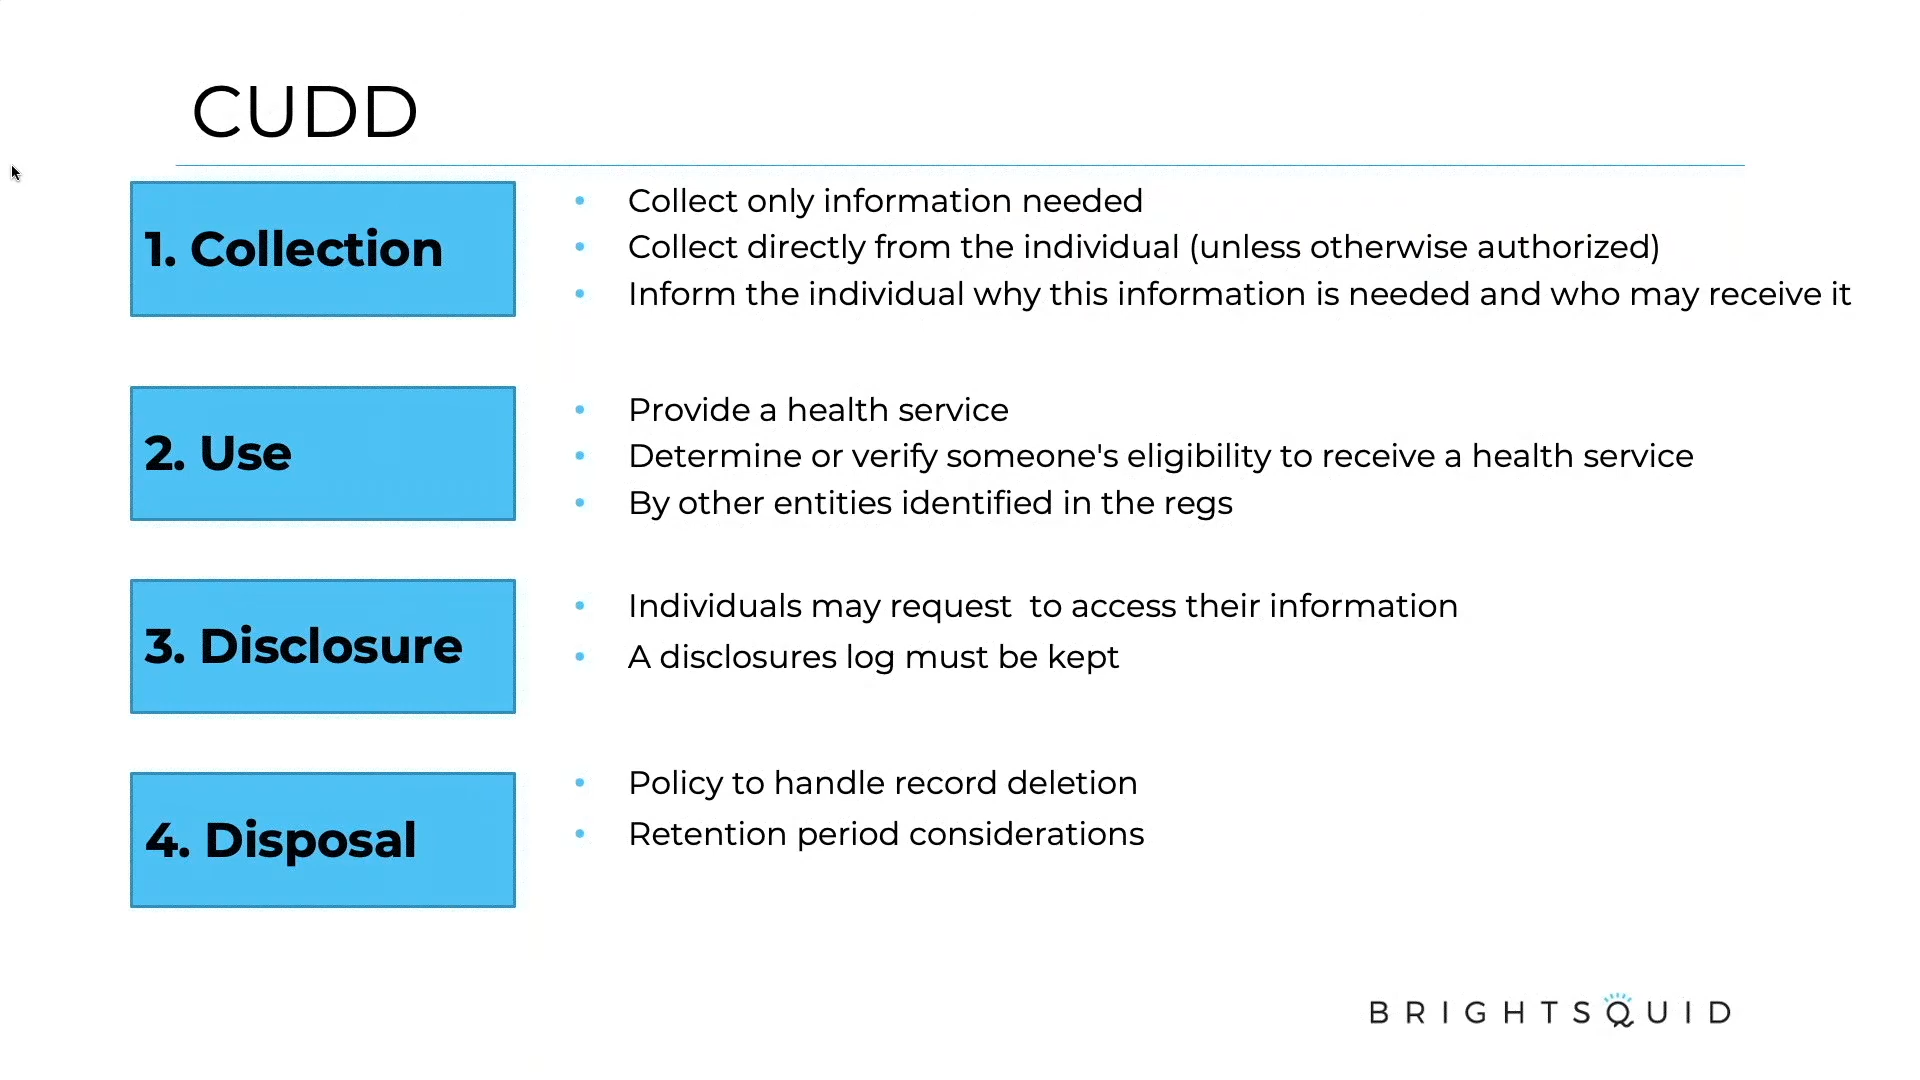 CUDD
1. Collection
• Collect only information needed
• Collect directly from the individual (unless otherwise authorized)
• Inform the individual why this information is needed and who may receive it
2. Use
• Provide a health service
• Determine or verify someone's eligibility to receive a health service
• By other entities identified in the regs
3. Disclosure
• Individuals may request  to access their information
• A disclosures log must be kept
4. Disposal
• Policy to handle record deletion
• Retention period considerations
BRIGHTSQUID